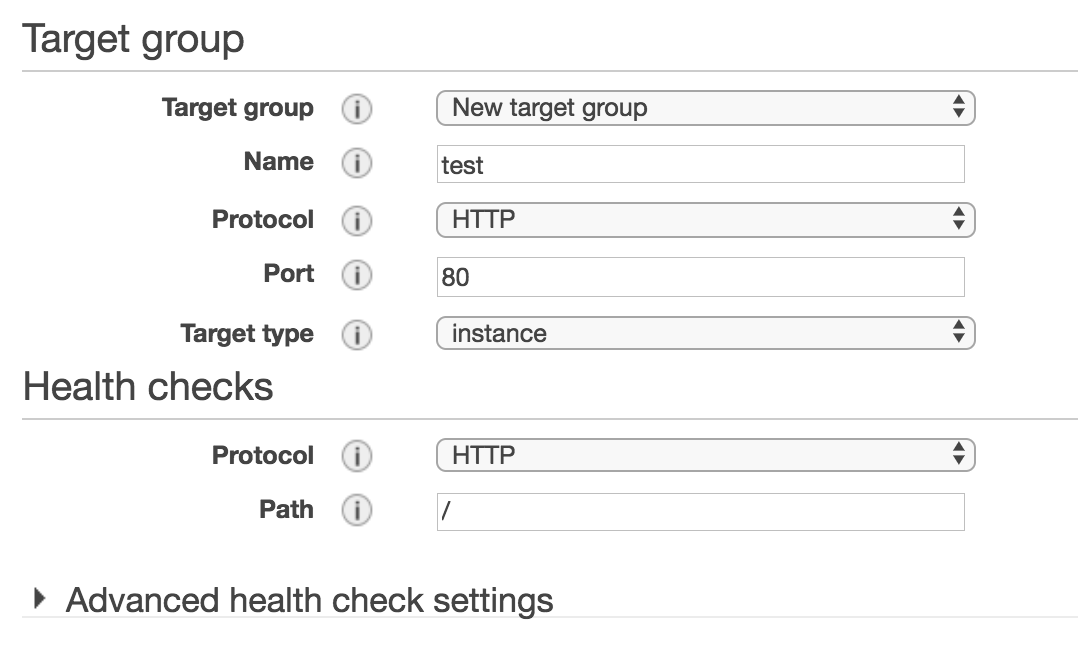 Target group
Target group i New target group
Name i test
Protocol i HTTP
Port i 80
Target type i instance
Health checks
Protocol i HTTP
Path i /
Advanced health check settings